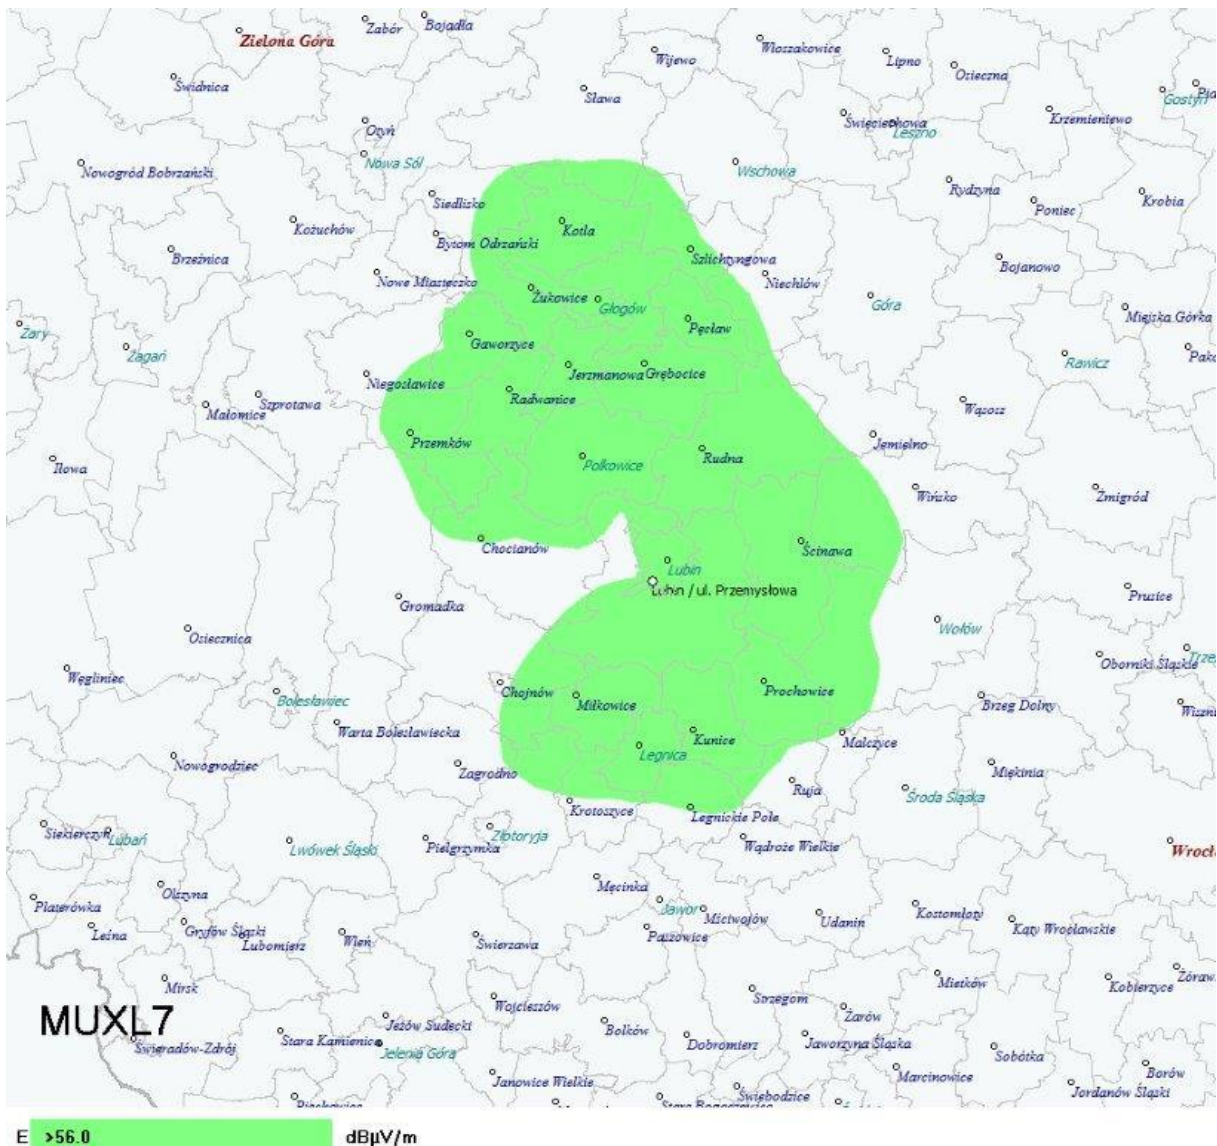 Zielona Góra
Zabór
Bojadła
Wijewo
Włoszakowice
Lipno
Osieczna
Świdnica
Sława
Gostyń
Krzemieniewo
Święciechowa
Leszno
Otyń
Nowa Sól
Wschowa
Nowogród Bobrzański
Siedlisko
Rydzyna
Poniec
Krobia
Kożuchów
Kotla
Bytom Odrzański
Brzeźnica
Szlichtyngowa
Bojanowo
Nowe Miasteczko
Niechlów
Żukowice
Głogów
Góra
Miejska Górka
Żary
Pęcław
Gaworzyce
Żagań
Rawicz
Jerzmanowa
Grębocice
Niegosławice
Radwanice
Szprotawa
Małomice
Wąsosz
Przemków
Jemielno
Iłowa
Polkowice
Rudna
Wińsko
Żmigród
Chocianów
Ścinawa
Lubin
Lubin / ul. Przemysłowa
Gromadka
Prusice
Osiecznica
Wołów
Oborniki Śląskie
Węgliniec
Chojnów
Prochowice
Bolesławiec
Miłkowice
Brzeg Dolny
Warta Bolesławiecka
Kunice
Malczyce
Legnica
Nowogrodziec
Zagrodno
Miękinia
Ruja
Środa Śląska
Krotoszyce
Legnickie Pole
Siekierczyn
Lubań
Lwówek Śląski
Pielgrzymka
Złotoryja
Wądroże Wielkie
Męcinka
Olszyna
Platerówka
Jawor
Mściwojów
Udanin
Kostomłoty
Leśna
Gryfów Śląski
Lubomierz
Wleń
Świerzawa
Paszowice
Kąty Wrocławskie
Mirsk
Mietków
Kobierzyce
Strzegom
Wojcieszów
MUXL7
Jeżów Sudecki
Bolków
Żarów
Świeradów-Zdrój
Stara Kamienica
Jelenia Góra
Dobromierz
Jaworzyna Śląska
Sobótka
Janowice Wielkie
Marcinowice
Borów
Świebodzice
Jordanów Śląski
E >56.0 dBµV/m